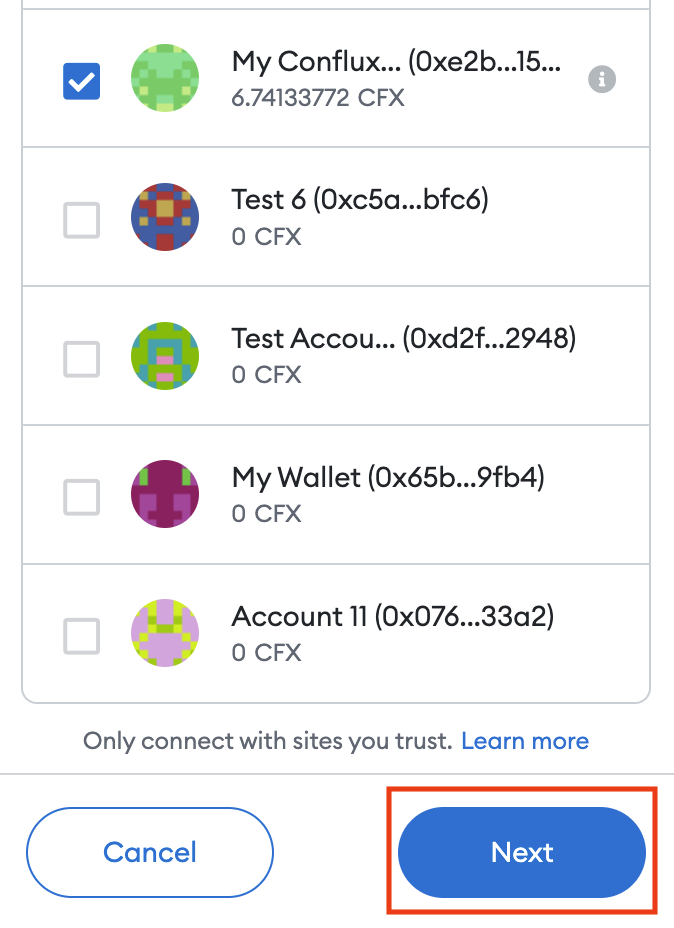 My Conflux... (0xe2b...15...
6.74133772 CFX
Test 6 (0xc5a...bfc6)
0 CFX
Test Accou... (0xd2f...2948)
0 CFX
My Wallet (0x65b...9fb4)
0 CFX
Account 11 (0x076...33a2)
0 CFX
Only connect with sites you trust. Learn more
Cancel
Next